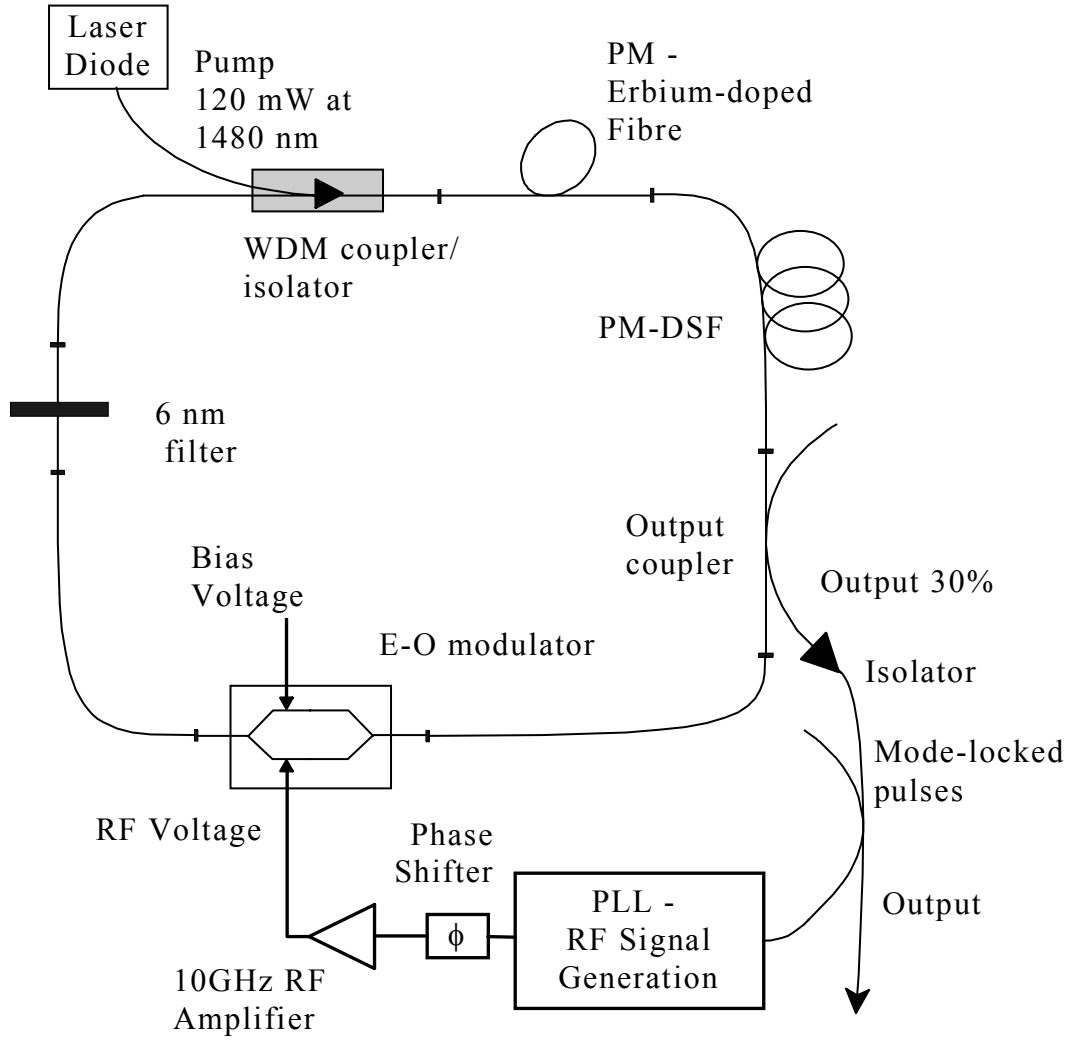 Laser
Diode
Pump
120 mW at
1480 nm
PM -
Erbium-doped
Fibre
WDM coupler/
isolator
PM-DSF
6 nm
filter
Output
coupler
Output 30%
Bias
Voltage
E-O modulator
Isolator
Mode-locked
pulses
RF Voltage
Phase
Shifter
ϕ
PLL -
RF Signal
Generation
Output
10GHz RF
Amplifier